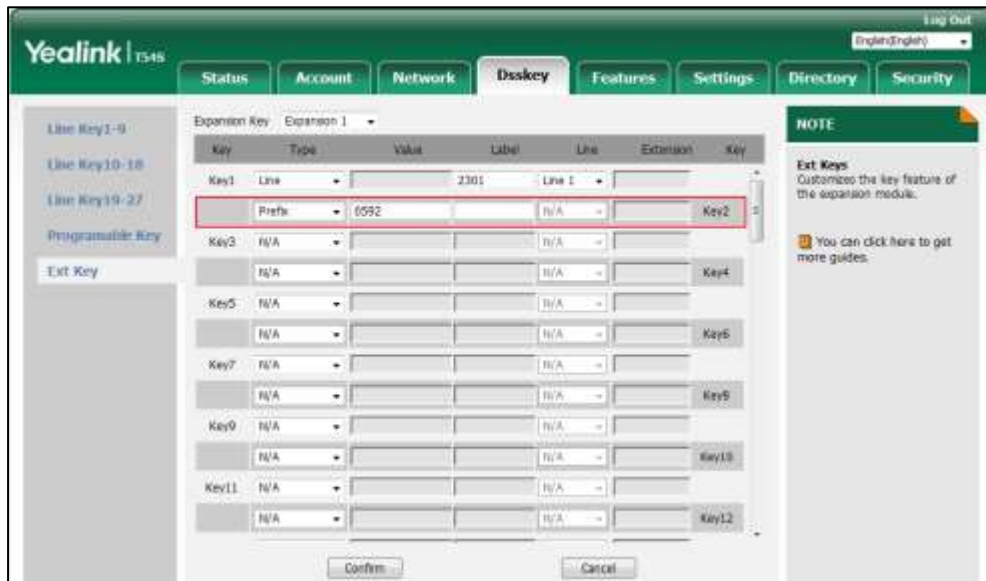 Log Out
English(English)
Yealink T54S
Status Account Network Dsskey Features Settings Directory Security
Line Key1-9
Line Key10-18
Line Key19-27
Programable Key
Ext Key
Expansion Key Expansion 1
Key Type Value Label Line Extension Key
Key1 Line 2301 Line 1
Prefix 6592 N/A Key2
Key3 N/A N/A
N/A N/A Key4
Key5 N/A N/A
N/A N/A Key6
Key7 N/A N/A
N/A N/A Key8
Key9 N/A N/A
N/A N/A Key10
Key11 N/A N/A
N/A N/A Key12
Confirm Cancel
NOTE
Ext Keys
Customizes the key feature of
the expansion module.
You can click here to get
more guides.